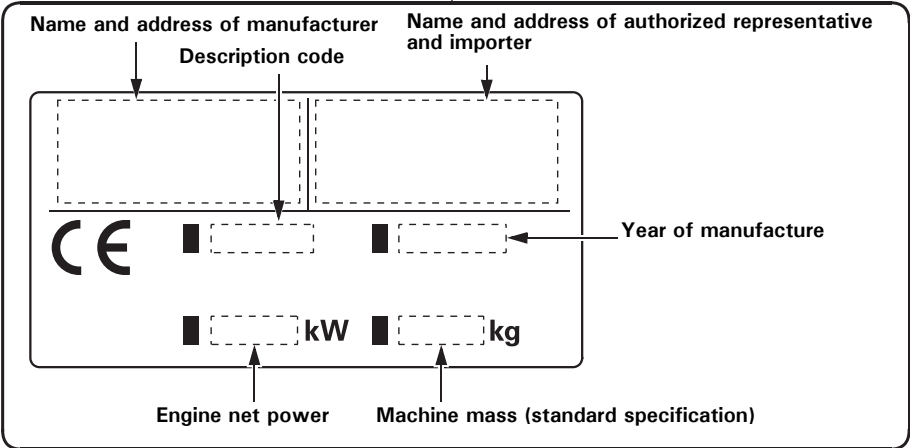 Name and address of manufacturer
Name and address of authorized representative
and importer
Description code
CE
Year of manufacture
kW
kg
Engine net power
Machine mass (standard specification)